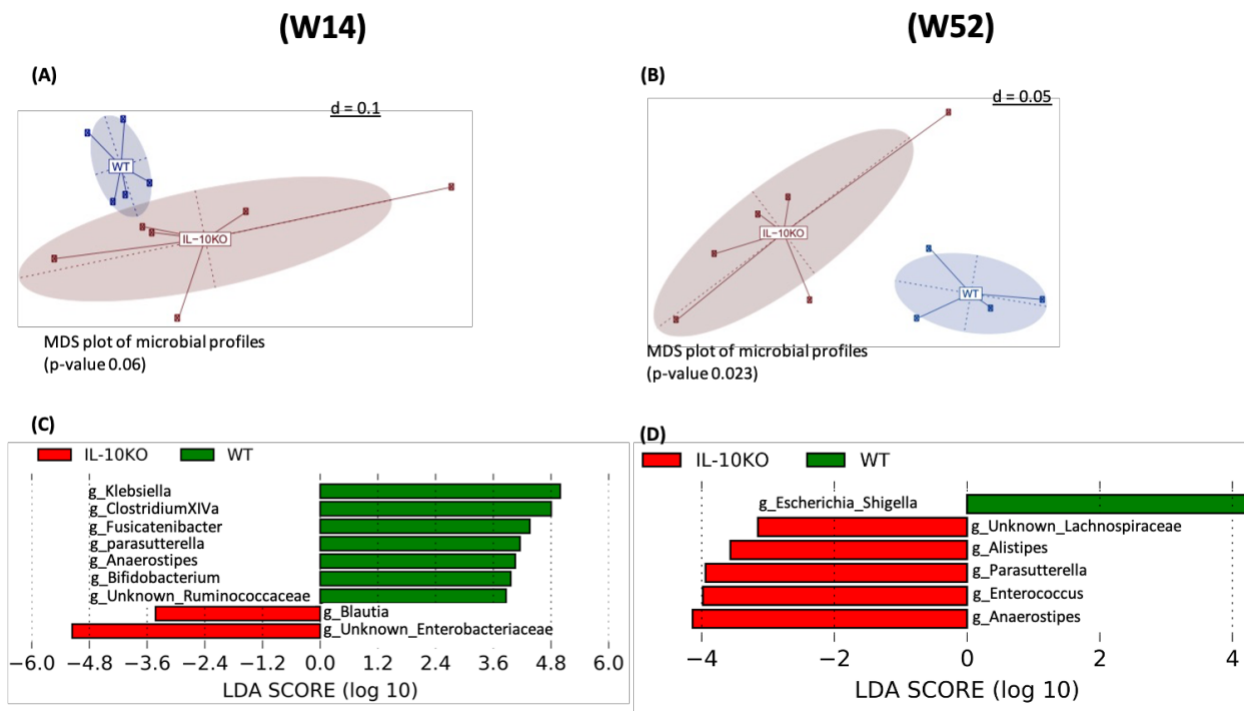 (W14)
(W52)
(A)
d = 0.1
WT
IL-10KO
MDS plot of microbial profiles
(p-value 0.06)
(B)
d = 0.05
IL-10KO
WT
MDS plot of microbial profiles
(p-value 0.023)
(C)
IL-10KO WT
g_Klebsiella
g_ClostridiumXIVa
g_Fusicatenibacter
g_parasutterella
g_Anaerostipes
g_Bifidobacterium
g_Unknown_Ruminococcaceae
g_Blautia
g_Unknown_Enterobacteriaceae
−6.0 −4.8 −3.6 −2.4 −1.2 0.0 1.2 2.4 3.6 4.8 6.0
LDA SCORE (log 10)
(D)
IL-10KO WT
g_Escherichia_Shigella
g_Unknown_Lachnospiraceae
g_Alistipes
g_Parasutterella
g_Enterococcus
g_Anaerostipes
−4 −2 0 2 4
LDA SCORE (log 10)